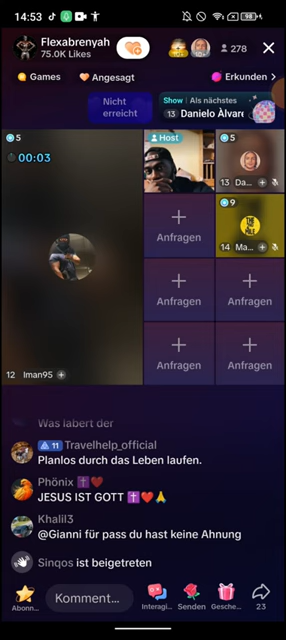 14:53
98
Flexabrenyah
75.0K Likes
278
Games
Angesagt
Erkunden >
Nicht erreicht
Show | Als nächstes
13 Danielo Àlvare
5
00:03
Host
5
13 Da...
Anfragen
9
14 Ma...
Anfragen
Anfragen
Anfragen
Anfragen
Anfragen
12 Iman95
Was labert der
11 Travelhelp_official
Planlos durch das Leben laufen.
Phönix ✝️❤️
JESUS IST GOTT ✝️❤️🙏
Khalil3
@Gianni für pass du hast keine Ahnung
Sinqos ist beigetreten
Abonn...
Komment...
Interagi...
Senden
Gesche...
23